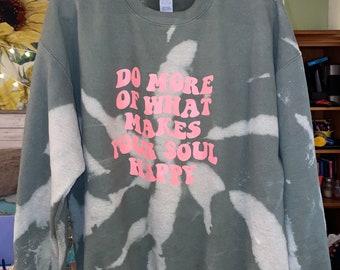 DO MORE
OF WHAT
MAKES
YOUR SOUL
HAPPY